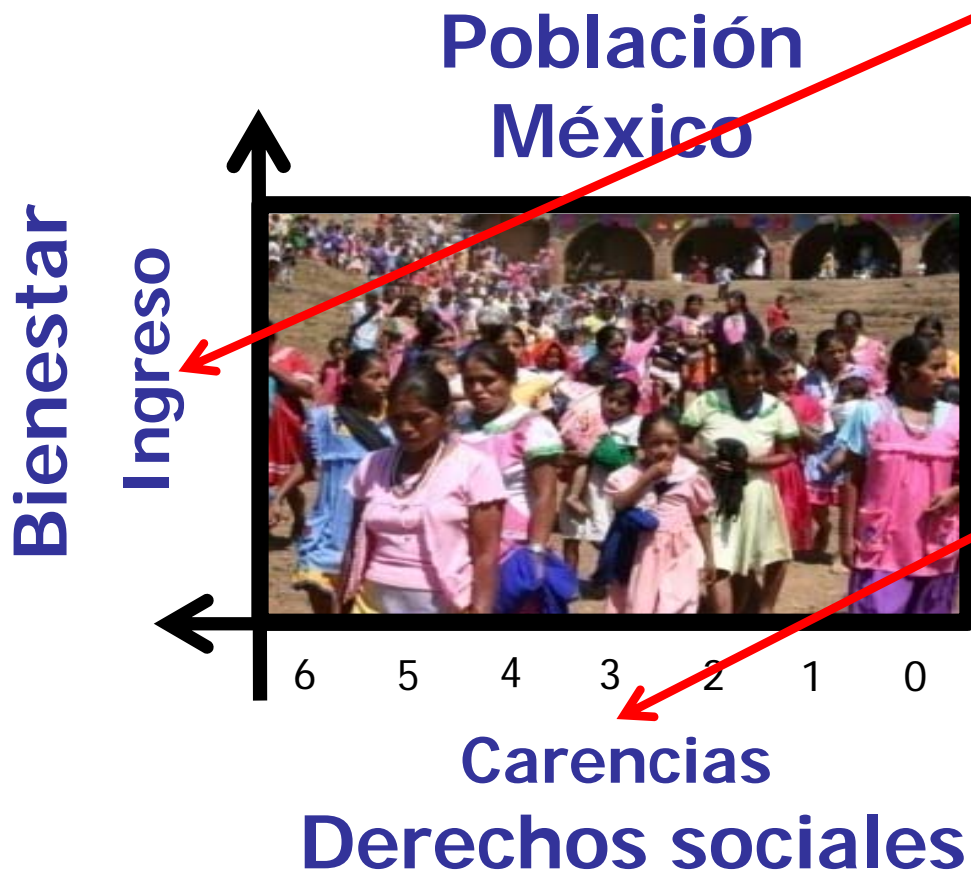 Población
México
Bienestar
Ingreso
6 5 4 3 2 1 0
Carencias
Derechos sociales